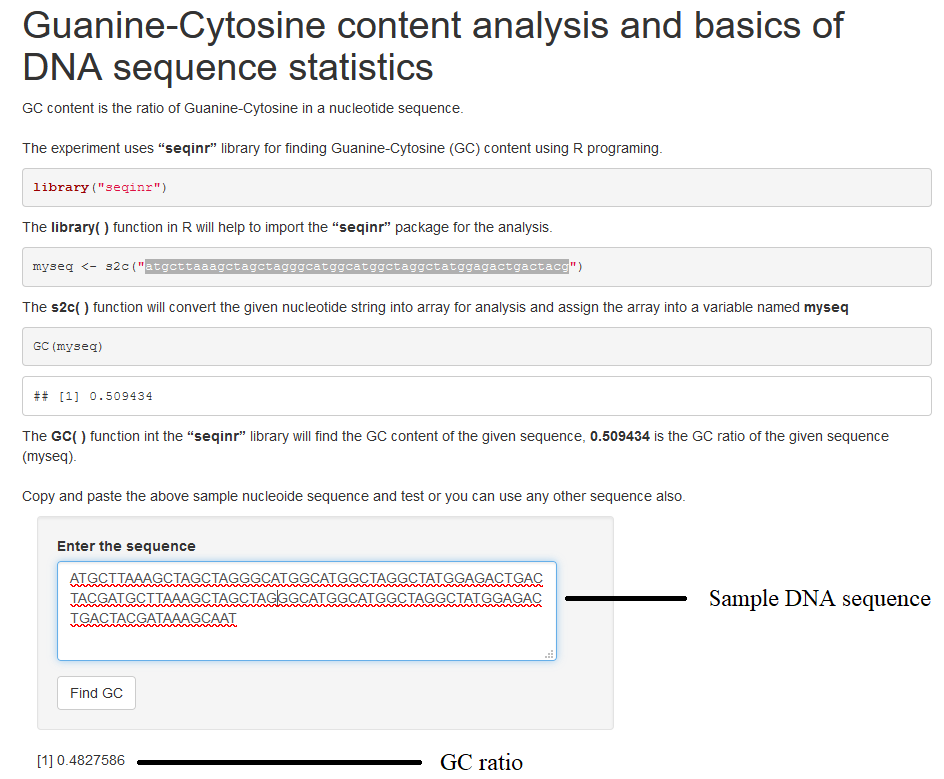 Guanine-Cytosine content analysis and basics of
DNA sequence statistics
GC content is the ratio of Guanine-Cytosine in a nucleotide sequence.
The experiment uses “seqinr” library for finding Guanine-Cytosine (GC) content using R programing.
library("seqinr")
The library( ) function in R will help to import the “seqinr” package for the analysis.
myseq <- s2c("atgcttaaagctagctagggcatggcatggctaggctatggagactgactacg")
The s2c( ) function will convert the given nucleotide string into array for analysis and assign the array into a variable named myseq
GC(myseq)
## [1] 0.509434
The GC( ) function int the “seqinr” library will find the GC content of the given sequence, 0.509434 is the GC ratio of the given sequence
(myseq).
Copy and paste the above sample nucleoide sequence and test or you can use any other sequence also.
Enter the sequence
ATGCTTAAAGCTAGCTAGGGCATGGCATGGCTAGGCTATGGAGACTGAC
TACGATGCTTAAAGCTAGCTAGGGCATGGCATGGCTAGGCTATGGAGAC
TGACTACGATAAAGCAAT
Sample DNA sequence
Find GC
[1] 0.4827586
GC ratio